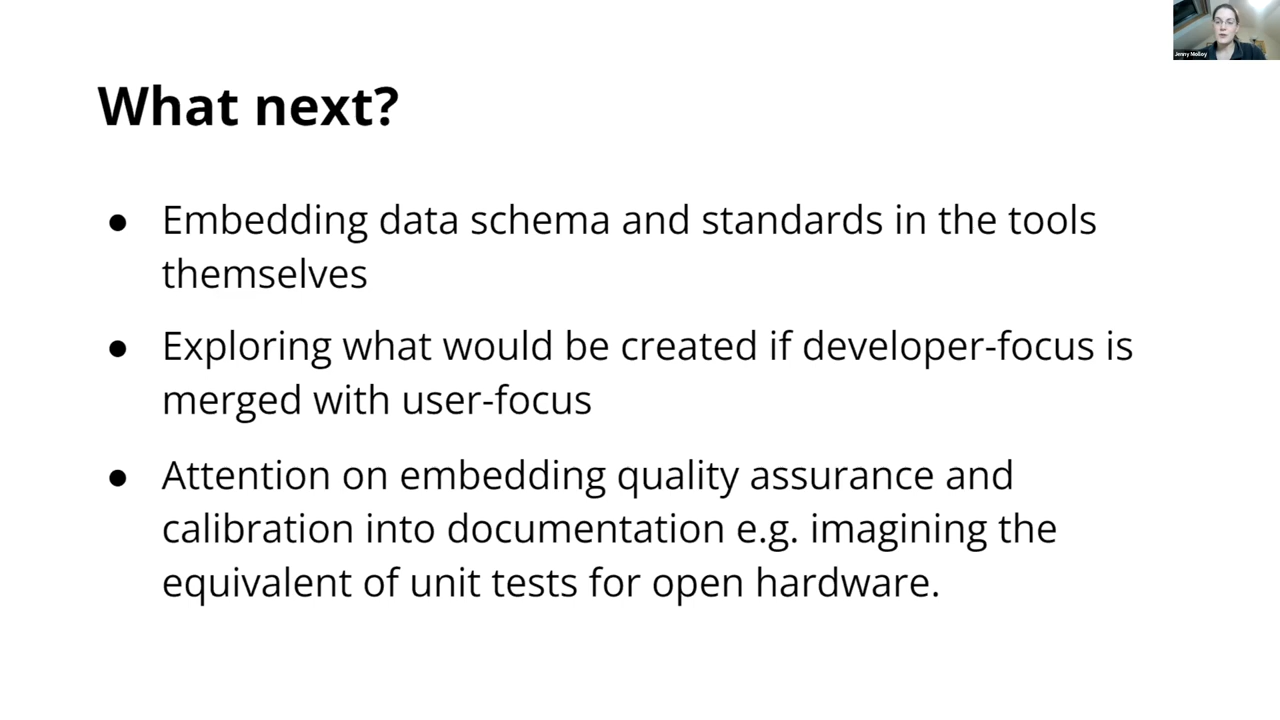 Jenny Molloy
What next?
● Embedding data schema and standards in the tools
themselves
● Exploring what would be created if developer-focus is
merged with user-focus
● Attention on embedding quality assurance and
calibration into documentation e.g. imagining the
equivalent of unit tests for open hardware.